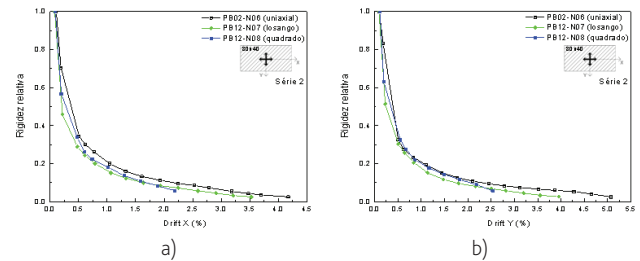 PB02-N06 (uniaxial)
PB12-N07 (losango)
PB12-N08 (quadrado)
30x40
Série 2
Rigidez relativa
1.0
0.8
0.6
0.4
0.2
0.0
0.0 0.5 1.0 1.5 2.0 2.5 3.0 3.5 4.0 4.5
Drift X (%)
a)
PB02-N06 (uniaxial)
PB12-N07 (losango)
PB12-N08 (quadrado)
30x40
Série 2
Rigidez relativa
1.0
0.8
0.6
0.4
0.2
0.0
0.0 0.5 1.0 1.5 2.0 2.5 3.0 3.5 4.0 4.5 5.0 5.5
Drift Y (%)
b)